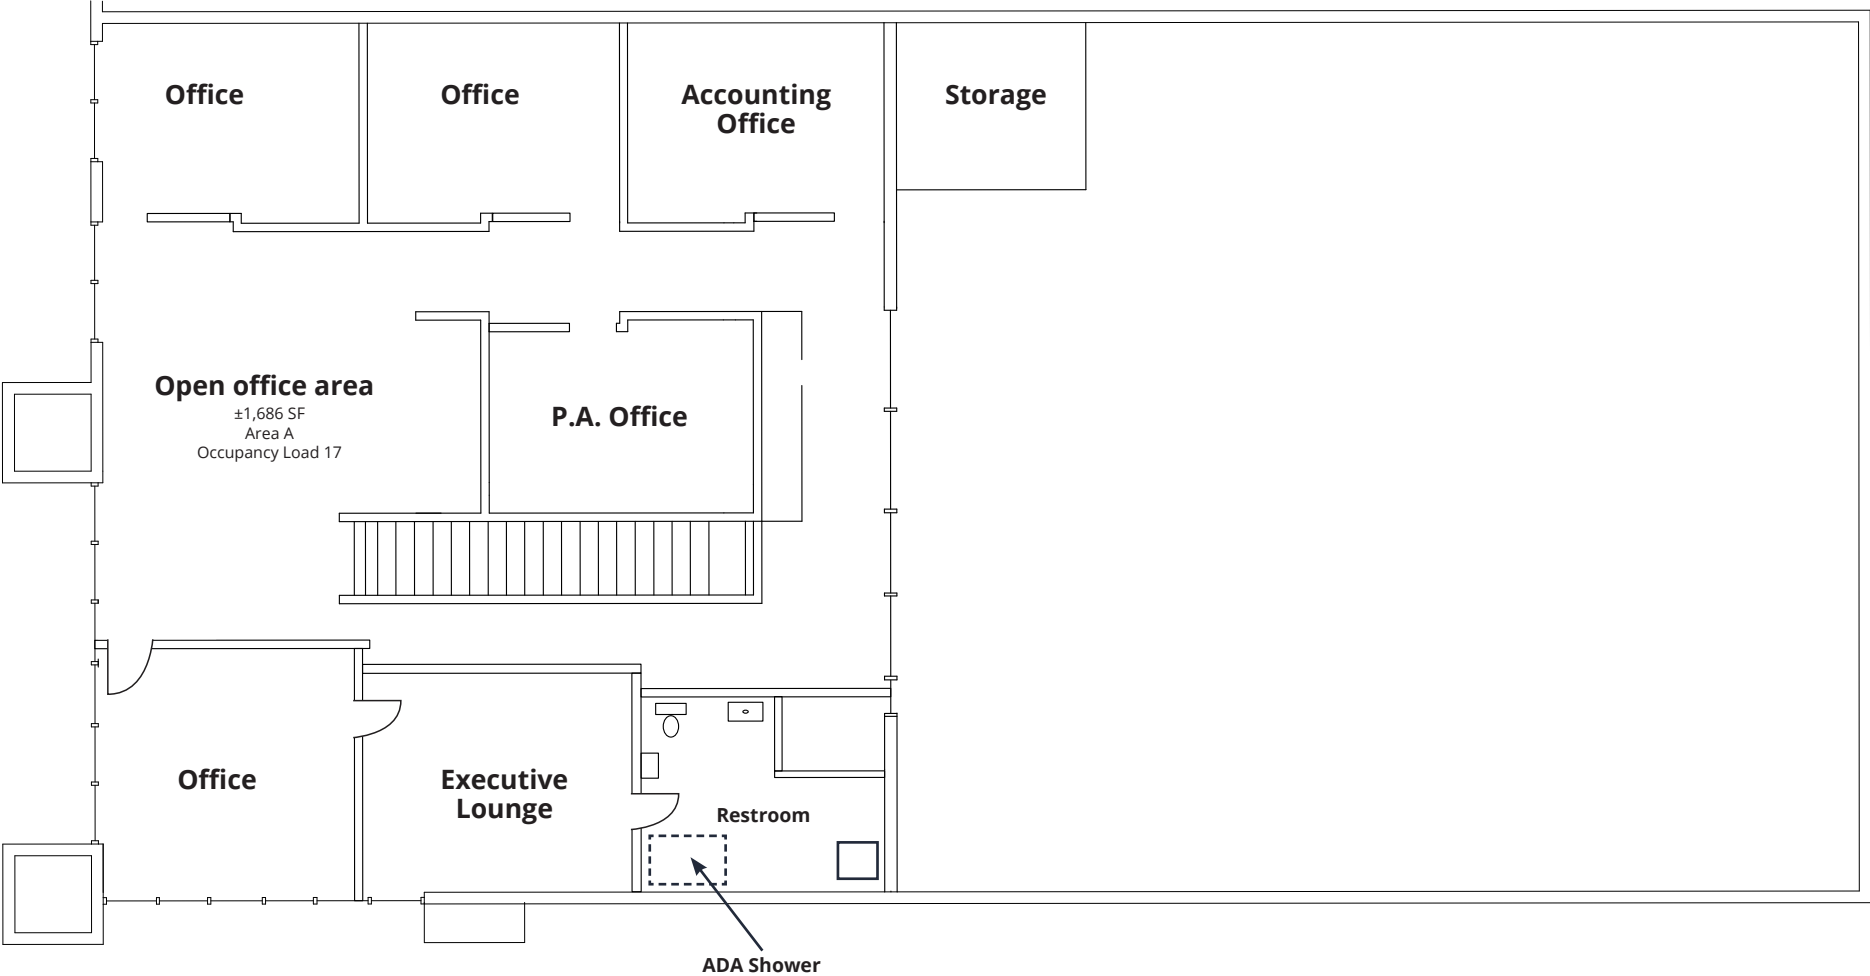 Office
Office
Accounting
Office
Storage
Open office area
±1,686 SF
Area A
Occupancy Load 17
P.A. Office
Office
Executive
Lounge
Restroom
ADA Shower